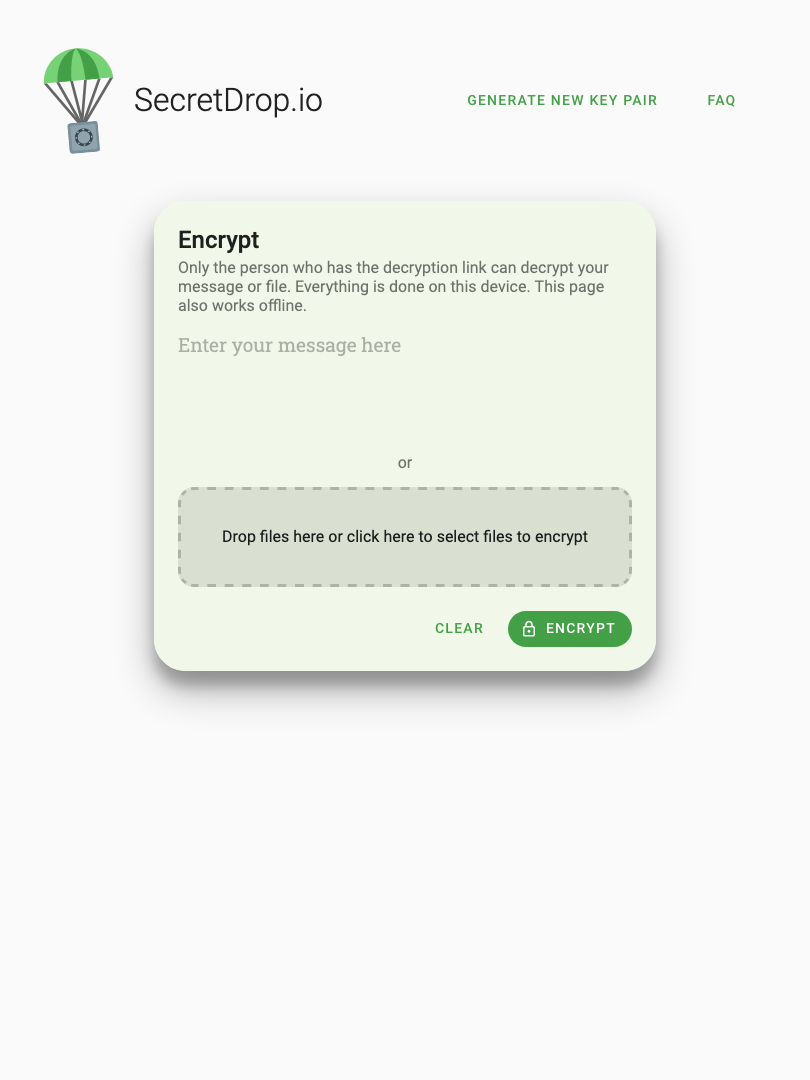 SecretDrop.io
GENERATE NEW KEY PAIR
FAQ
Encrypt
Only the person who has the decryption link can decrypt your
message or file. Everything is done on this device. This page
also works offline.
Enter your message here
or
Drop files here or click here to select files to encrypt
CLEAR
ENCRYPT